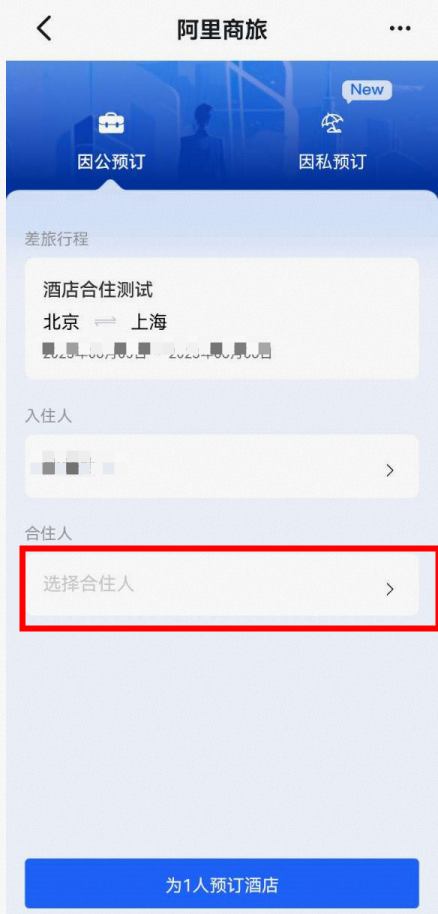 阿里商旅
New
因公预订
因私预订
差旅行程
酒店合住测试
北京 ⇌ 上海
入住人
合住人
选择合住人
为1人预订酒店